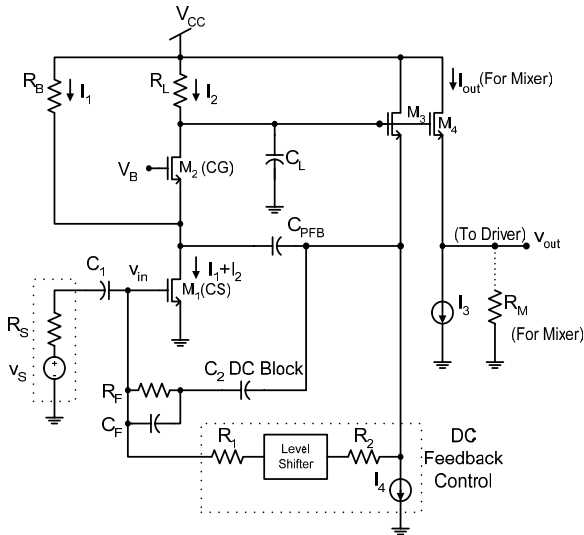 V_CC
R_B
I_1
R_L
I_2
I_out (For Mixer)
M_3
M_4
V_B
M_2 (CG)
C_L
C_PFB
(To Driver)
v_out
C_1
v_in
I_1+I_2
M_1 (CS)
R_S
v_S
+
-
I_3
R_M
(For Mixer)
C_2 DC Block
R_F
C_F
R_1
Level
Shifter
R_2
I_4
DC
Feedback
Control